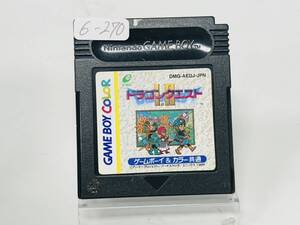 6-270
Nintendo GAME BOY
DMG-AEDJ-JPN
GAME BOY COLOR
ドラゴンクエスト
I・II
ゲームボーイ&カラー共通